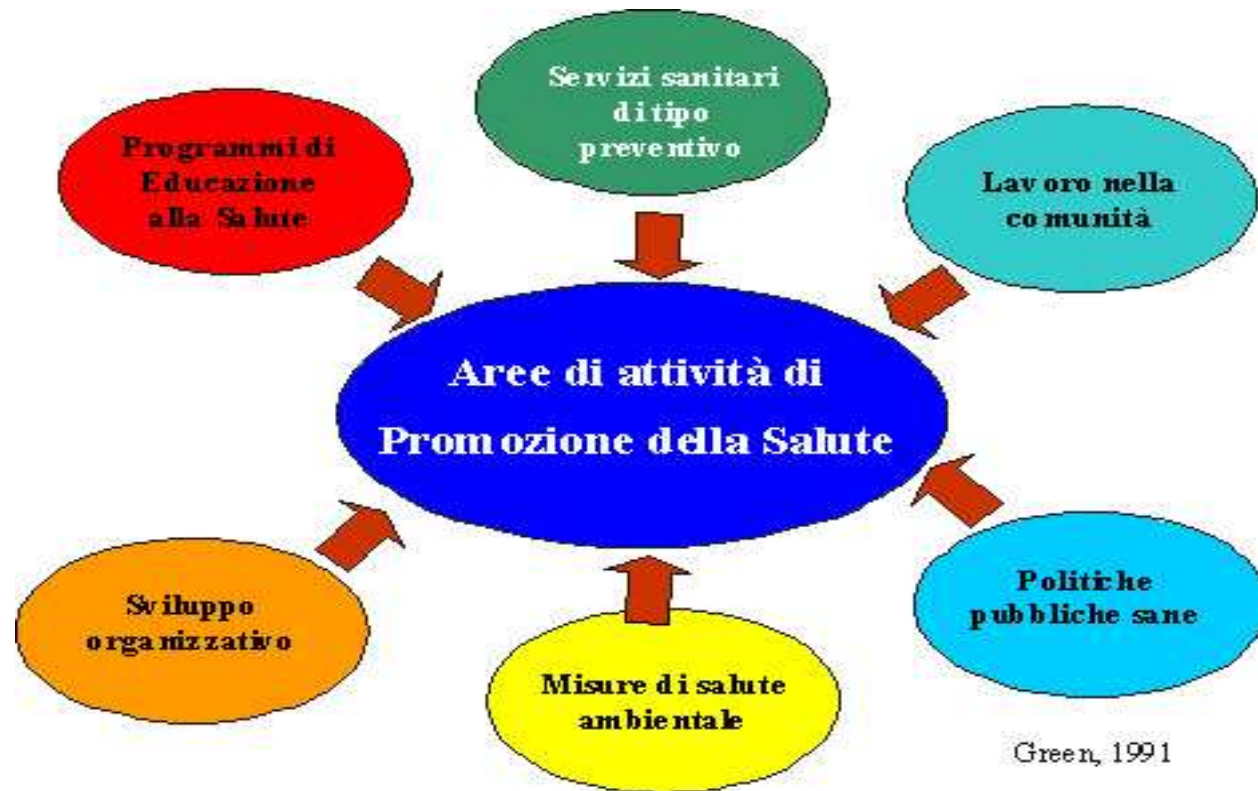 Servizi sanitari
di tipo
preventivo
Programmi di
Educazione
alla Salute
Lavoro nella
comunità
Aree di attività di
Promozione della Salute
Sviluppo
organizzativo
Misure di salute
ambientale
Politiche
pubbliche sane
Green, 1991